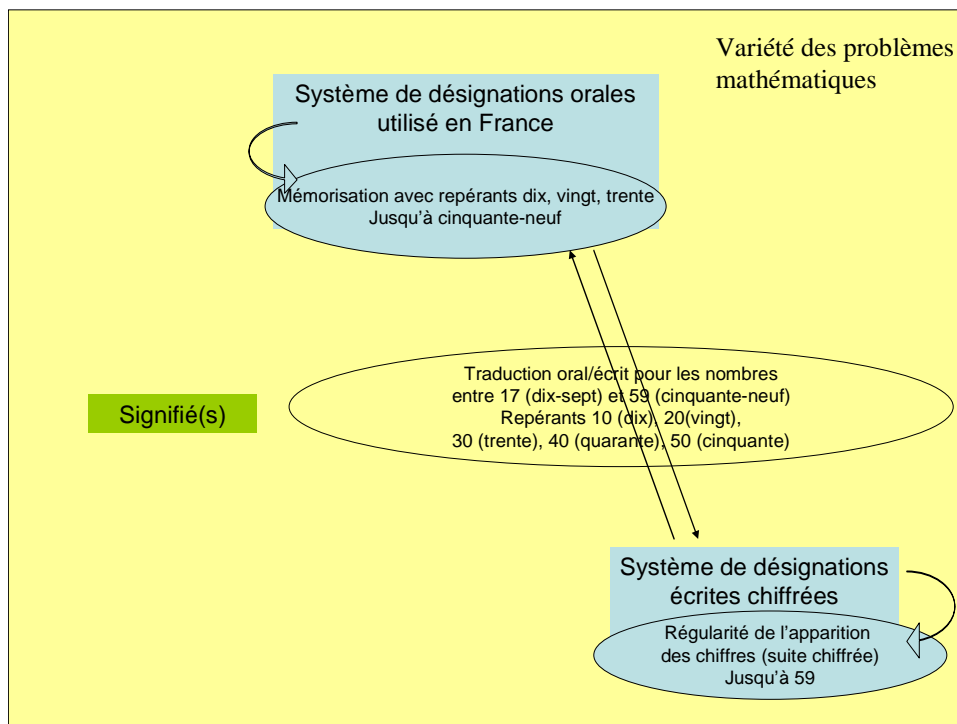 Variété des problèmes
mathématiques
Système de désignations orales
utilisé en France
Mémorisation avec repérants dix, vingt, trente
Jusqu'à cinquante-neuf
Traduction oral/écrit pour les nombres
entre 17 (dix-sept) et 59 (cinquante-neuf)
Repérants 10 (dix), 20(vingt),
30 (trente), 40 (quarante), 50 (cinquante)
Signifié(s)
Système de désignations
écrites chiffrées
Régularité de l'apparition
des chiffres (suite chiffrée)
Jusqu'à 59